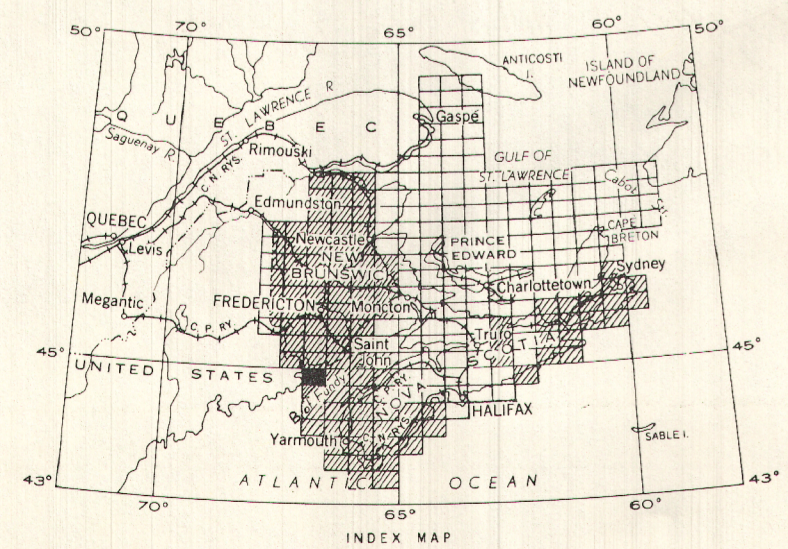 70°
65°
60°
50°
50°
ANTICOSTI
I.
ISLAND OF
NEWFOUNDLAND
QUEBEC
ST. LAWRENCE R
Saguenay R.
Gaspé
Rimouski
C. N. RYS.
GULF OF
ST. LAWRENCE
Cabot
Str.
Edmundston
QUEBEC
Levis
Newcastle
NEW
BRUNSWICK
PRINCE
EDWARD
CAPE
BRETON
Sydney
Charlottetown
Megantic
FREDERICTON
Moncton
C. P. RY.
Truro
Saint
John
NOVA SCOTIA
45°
45°
UNITED STATES
B. of Fundy
C. P. RY.
C. N. RYS.
HALIFAX
Yarmouth
SABLE I.
ATLANTIC OCEAN
43°
43°
70°
65°
60°
INDEX MAP